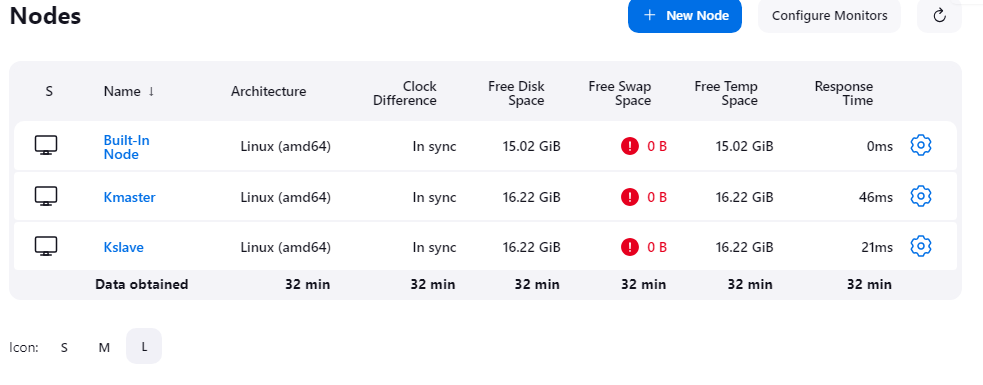 Nodes
+ New Node
Configure Monitors
S Name ↓ Architecture Clock Difference Free Disk Space Free Swap Space Free Temp Space Response Time
Built-In Node Linux (amd64) In sync 15.02 GiB ! 0 B 15.02 GiB 0ms
Kmaster Linux (amd64) In sync 16.22 GiB ! 0 B 16.22 GiB 46ms
Kslave Linux (amd64) In sync 16.22 GiB ! 0 B 16.22 GiB 21ms
Data obtained 32 min 32 min 32 min 32 min 32 min 32 min
Icon: S M L